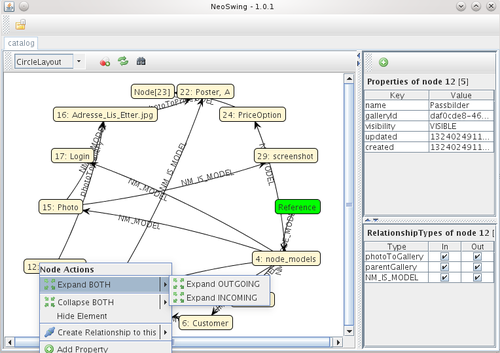 NeoSwing - 1.0.1
catalog
CircleLayout
Node[23]
22: Poster_A
16: Adresse_Lis_Etter.jpg
24: PriceOption
17: Login
29: screenshot
NM_IS_MODEL
NM_IS_MODEL
NM_MODEL
15: Photo
Reference
NM_MODEL
4: node_models
12:
6: Customer
Node Actions
Expand BOTH
Expand OUTGOING
Expand INCOMING
Collapse BOTH
Hide Element
Create Relationship to this
Add Property
Properties of node 12 [5]
Key Value
name Passbilder
galleryId daf0cde8-46...
visibility VISIBLE
updated 1324024911...
created 1324024911...
RelationshipTypes of node 12 [
Type In Out
photoToGallery
parentGallery
NM_IS_MODEL